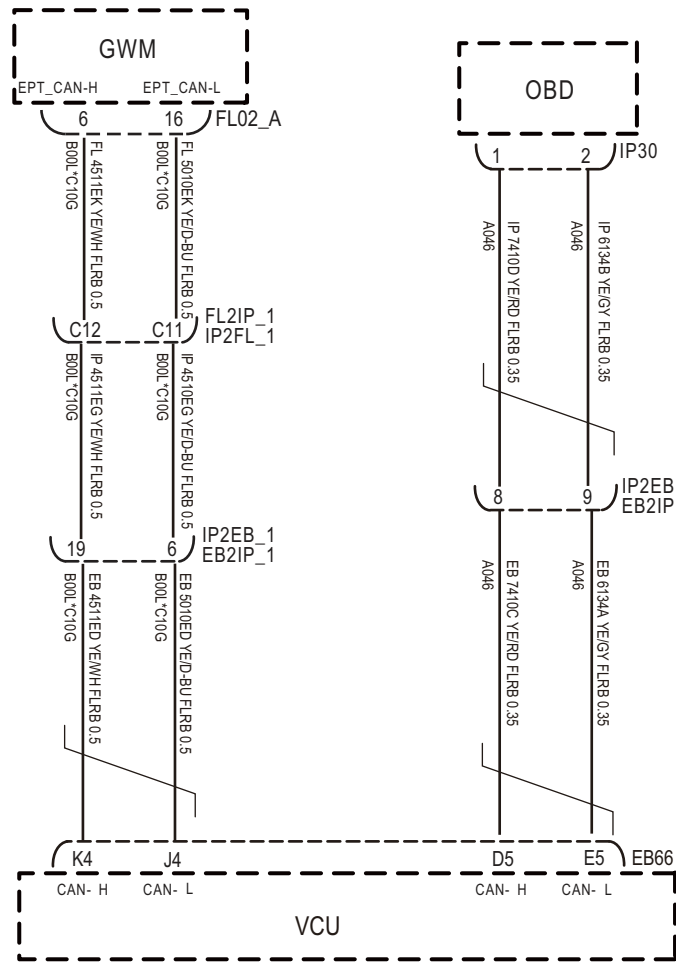 GWM
EPT_CAN-H EPT_CAN-L
6 16 FL02_A
B00L*C10G
FL 4511EK YE/WH FLRB 0.5
B00L*C10G
FL 5010EK YE/D-BU FLRB 0.5
C12 C11 FL2IP_1
IP2FL_1
B00L*C10G
IP 4511EG YE/WH FLRB 0.5
B00L*C10G
IP 4510EG YE/D-BU FLRB 0.5
19 6 IP2EB_1
EB2IP_1
B00L*C10G
EB 4511ED YE/WH FLRB 0.5
B00L*C10G
EB 5010ED YE/D-BU FLRB 0.5
OBD
1 2 IP30
A046
IP 7410D YE/RD FLRB 0.35
A046
IP 6134B YE/GY FLRB 0.35
8 9 IP2EB
EB2IP
A046
EB 7410C YE/RD FLRB 0.35
A046
EB 6134A YE/GY FLRB 0.35
K4 J4 D5 E5 EB66
CAN- H CAN- L CAN- H CAN- L
VCU